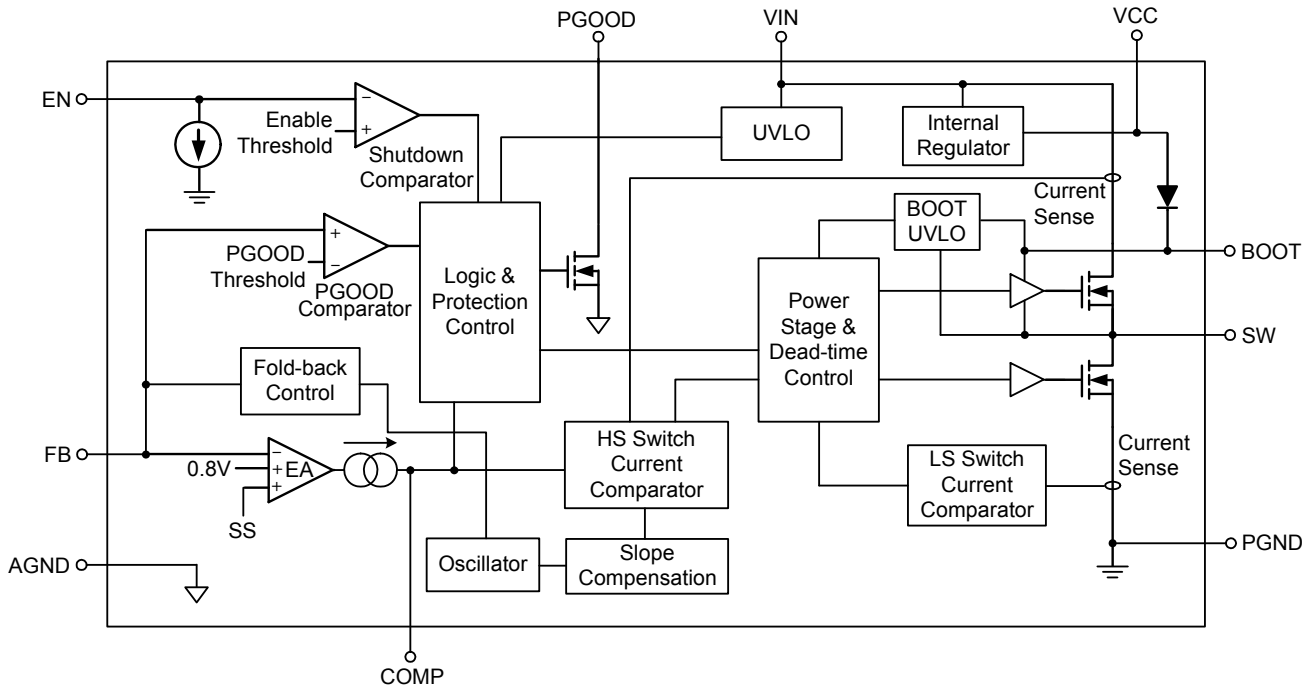 PGOOD
VIN
VCC
EN
Enable
Threshold
−
+
Shutdown
Comparator
UVLO
Internal
Regulator
Current
Sense
BOOT
UVLO
BOOT
+
−
PGOOD
Threshold
PGOOD
Comparator
Logic &
Protection
Control
Power
Stage &
Dead-time
Control
SW
Fold-back
Control
FB
−
0.8V
+
EA
+
SS
HS Switch
Current
Comparator
LS Switch
Current
Comparator
Current
Sense
AGND
Oscillator
Slope
Compensation
PGND
COMP